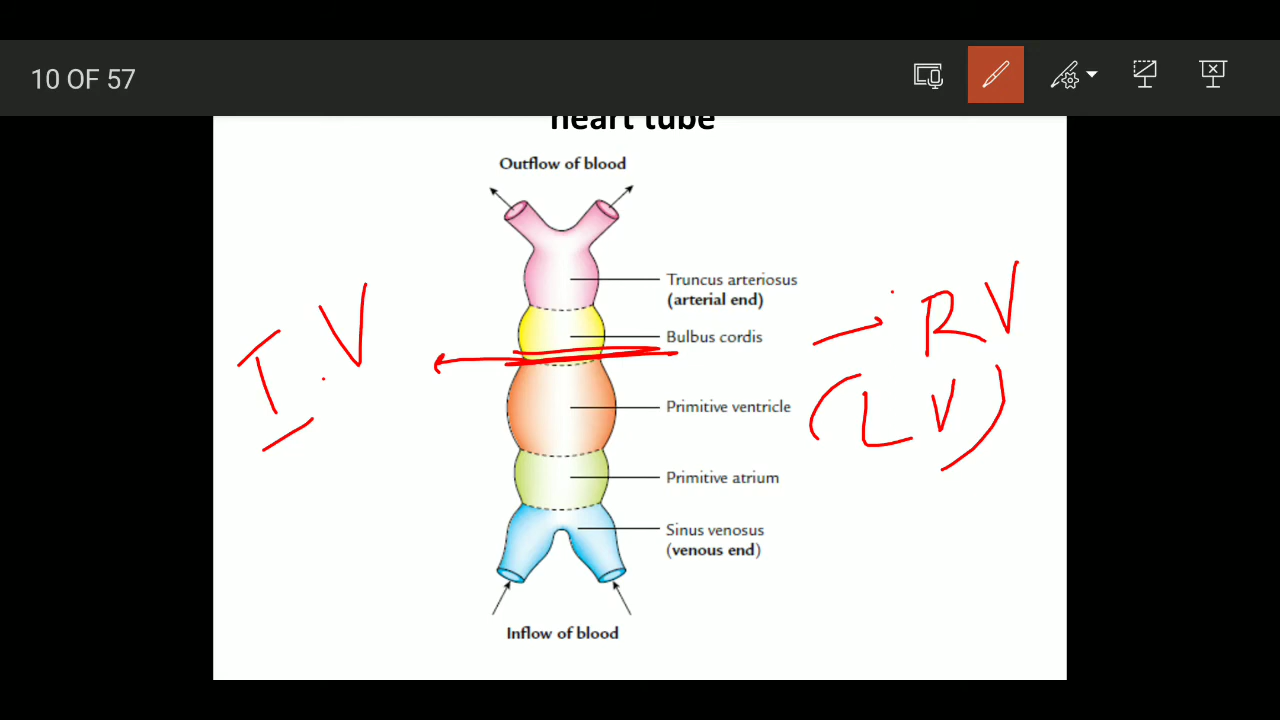 10 OF 57
heart tube
Outflow of blood
Truncus arteriosus
(arterial end)
Bulbus cordis
→ RV
I.V
Primitive ventricle
(LV)
Primitive atrium
Sinus venosus
(venous end)
Inflow of blood